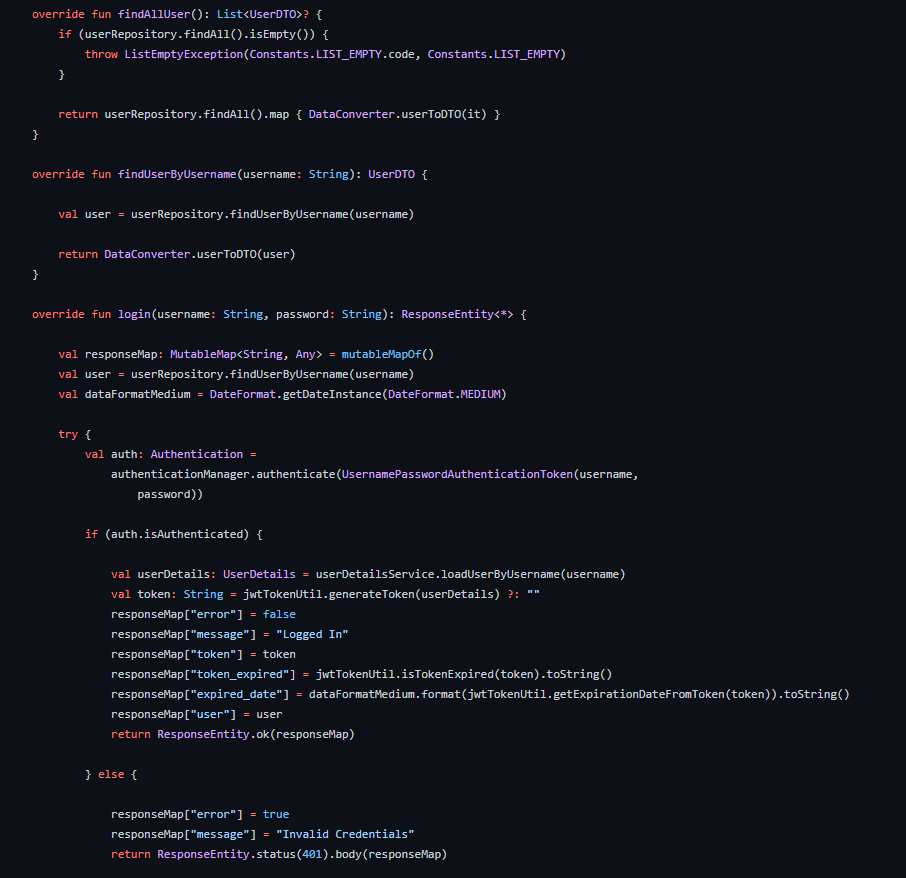 override fun findAllUser(): List<UserDTO>? {
if (userRepository.findAll().isEmpty()) {
throw ListEmptyException(Constants.LIST_EMPTY.code, Constants.LIST_EMPTY)
}
return userRepository.findAll().map { DataConverter.userToDTO(it) }
}
override fun findUserByUsername(username: String): UserDTO {
val user = userRepository.findUserByUsername(username)
return DataConverter.userToDTO(user)
}
override fun login(username: String, password: String): ResponseEntity<*> {
val responseMap: MutableMap<String, Any> = mutableMapOf()
val user = userRepository.findUserByUsername(username)
val dataFormatMedium = DateFormat.getDateInstance(DateFormat.MEDIUM)
try {
val auth: Authentication =
authenticationManager.authenticate(UsernamePasswordAuthenticationToken(username,
password))
if (auth.isAuthenticated) {
val userDetails: UserDetails = userDetailsService.loadUserByUsername(username)
val token: String = jwtTokenUtil.generateToken(userDetails) ?: ""
responseMap["error"] = false
responseMap["message"] = "Logged In"
responseMap["token"] = token
responseMap["token_expired"] = jwtTokenUtil.isTokenExpired(token).toString()
responseMap["expired_date"] = dataFormatMedium.format(jwtTokenUtil.getExpirationDateFromToken(token)).toString()
responseMap["user"] = user
return ResponseEntity.ok(responseMap)
} else {
responseMap["error"] = true
responseMap["message"] = "Invalid Credentials"
return ResponseEntity.status(401).body(responseMap)